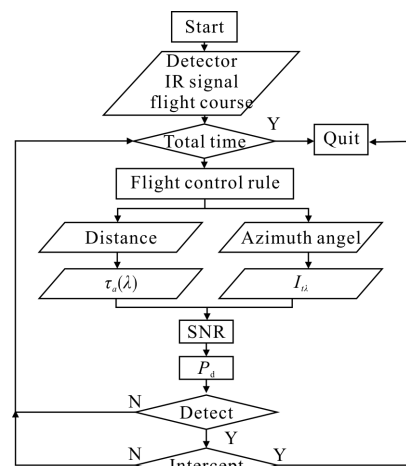 Start
Detector
IR signal
flight course
Total time
Y
Quit
Flight control rule
Distance
Azimuth angel
τa(λ)
Itλ
SNR
Pd
N
Detect
Y
N
Intercept
Y